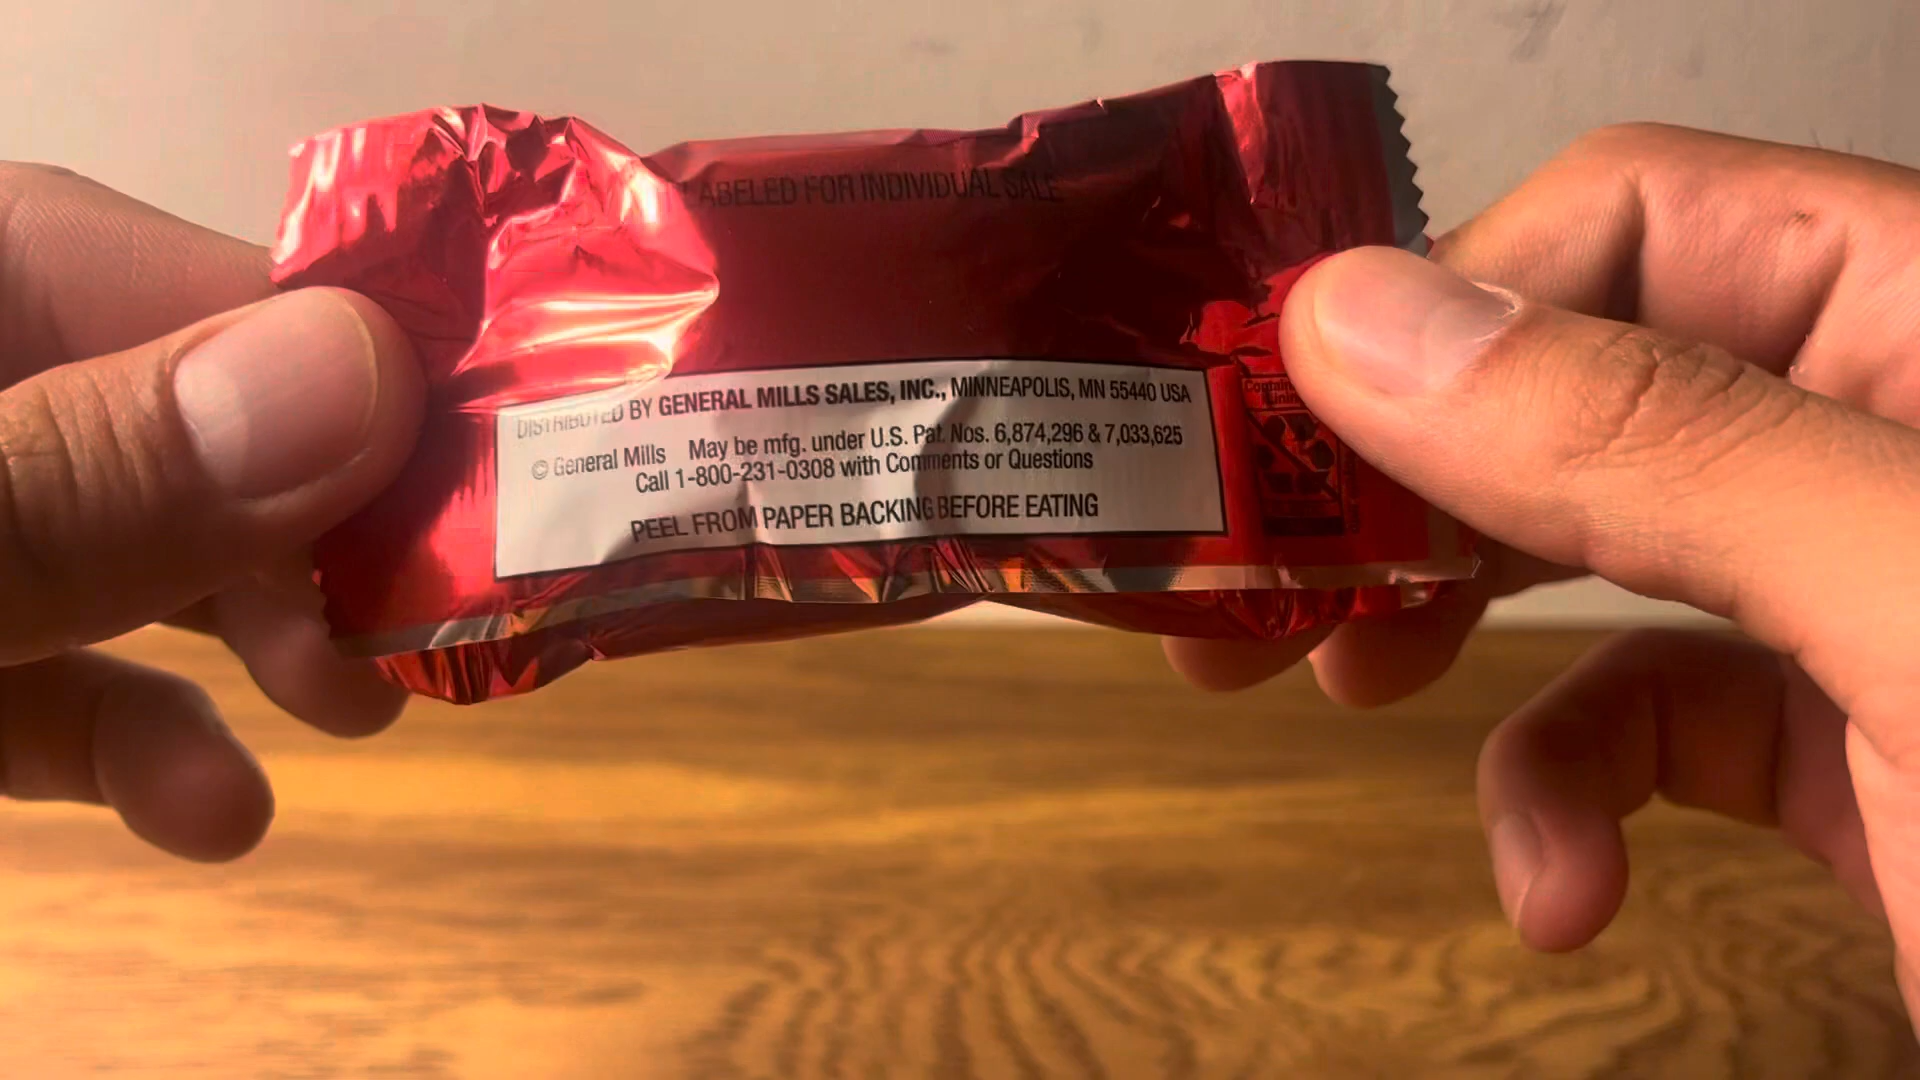 LABELED FOR INDIVIDUAL SALE
DISTRIBUTED BY GENERAL MILLS SALES, INC., MINNEAPOLIS, MN 55440 USA
© General Mills May be mfg. under U.S. Pat. Nos. 6,874,296 & 7,033,625
Call 1-800-231-0308 with Comments or Questions
PEEL FROM PAPER BACKING BEFORE EATING